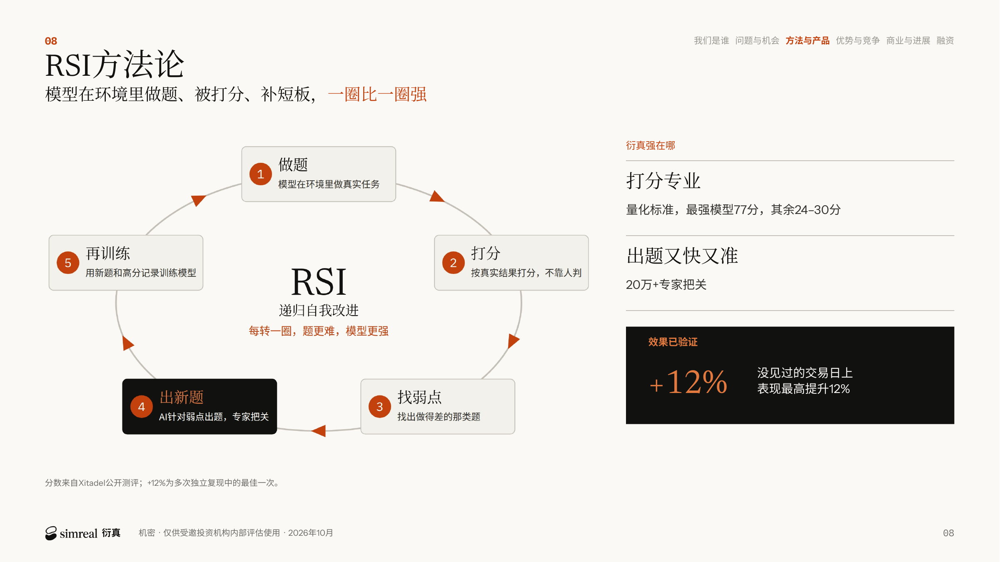 08
我们是谁 问题与机会 方法与产品 优势与竞争 商业与进展 融资
RSI方法论
模型在环境里做题、被打分、补短板，一圈比一圈强
1
做题
模型在环境里做真实任务
2
打分
按真实结果打分，不靠人判
3
找弱点
找出做得差的那类题
4
出新题
AI针对弱点出题，专家把关
5
再训练
用新题和高分记录训练模型
RSI
递归自我改进
每转一圈，题更难，模型更强
衍真强在哪
打分专业
量化标准，最强模型77分，其余24–30分
出题又快又准
20万+专家把关
效果已验证
+12%
没见过的交易日上
表现最高提升12%
分数来自Xitadel公开测评；+12%为多次独立复现中的最佳一次。
simreal 衍真
机密 · 仅供受邀投资机构内部评估使用 · 2026年10月
08